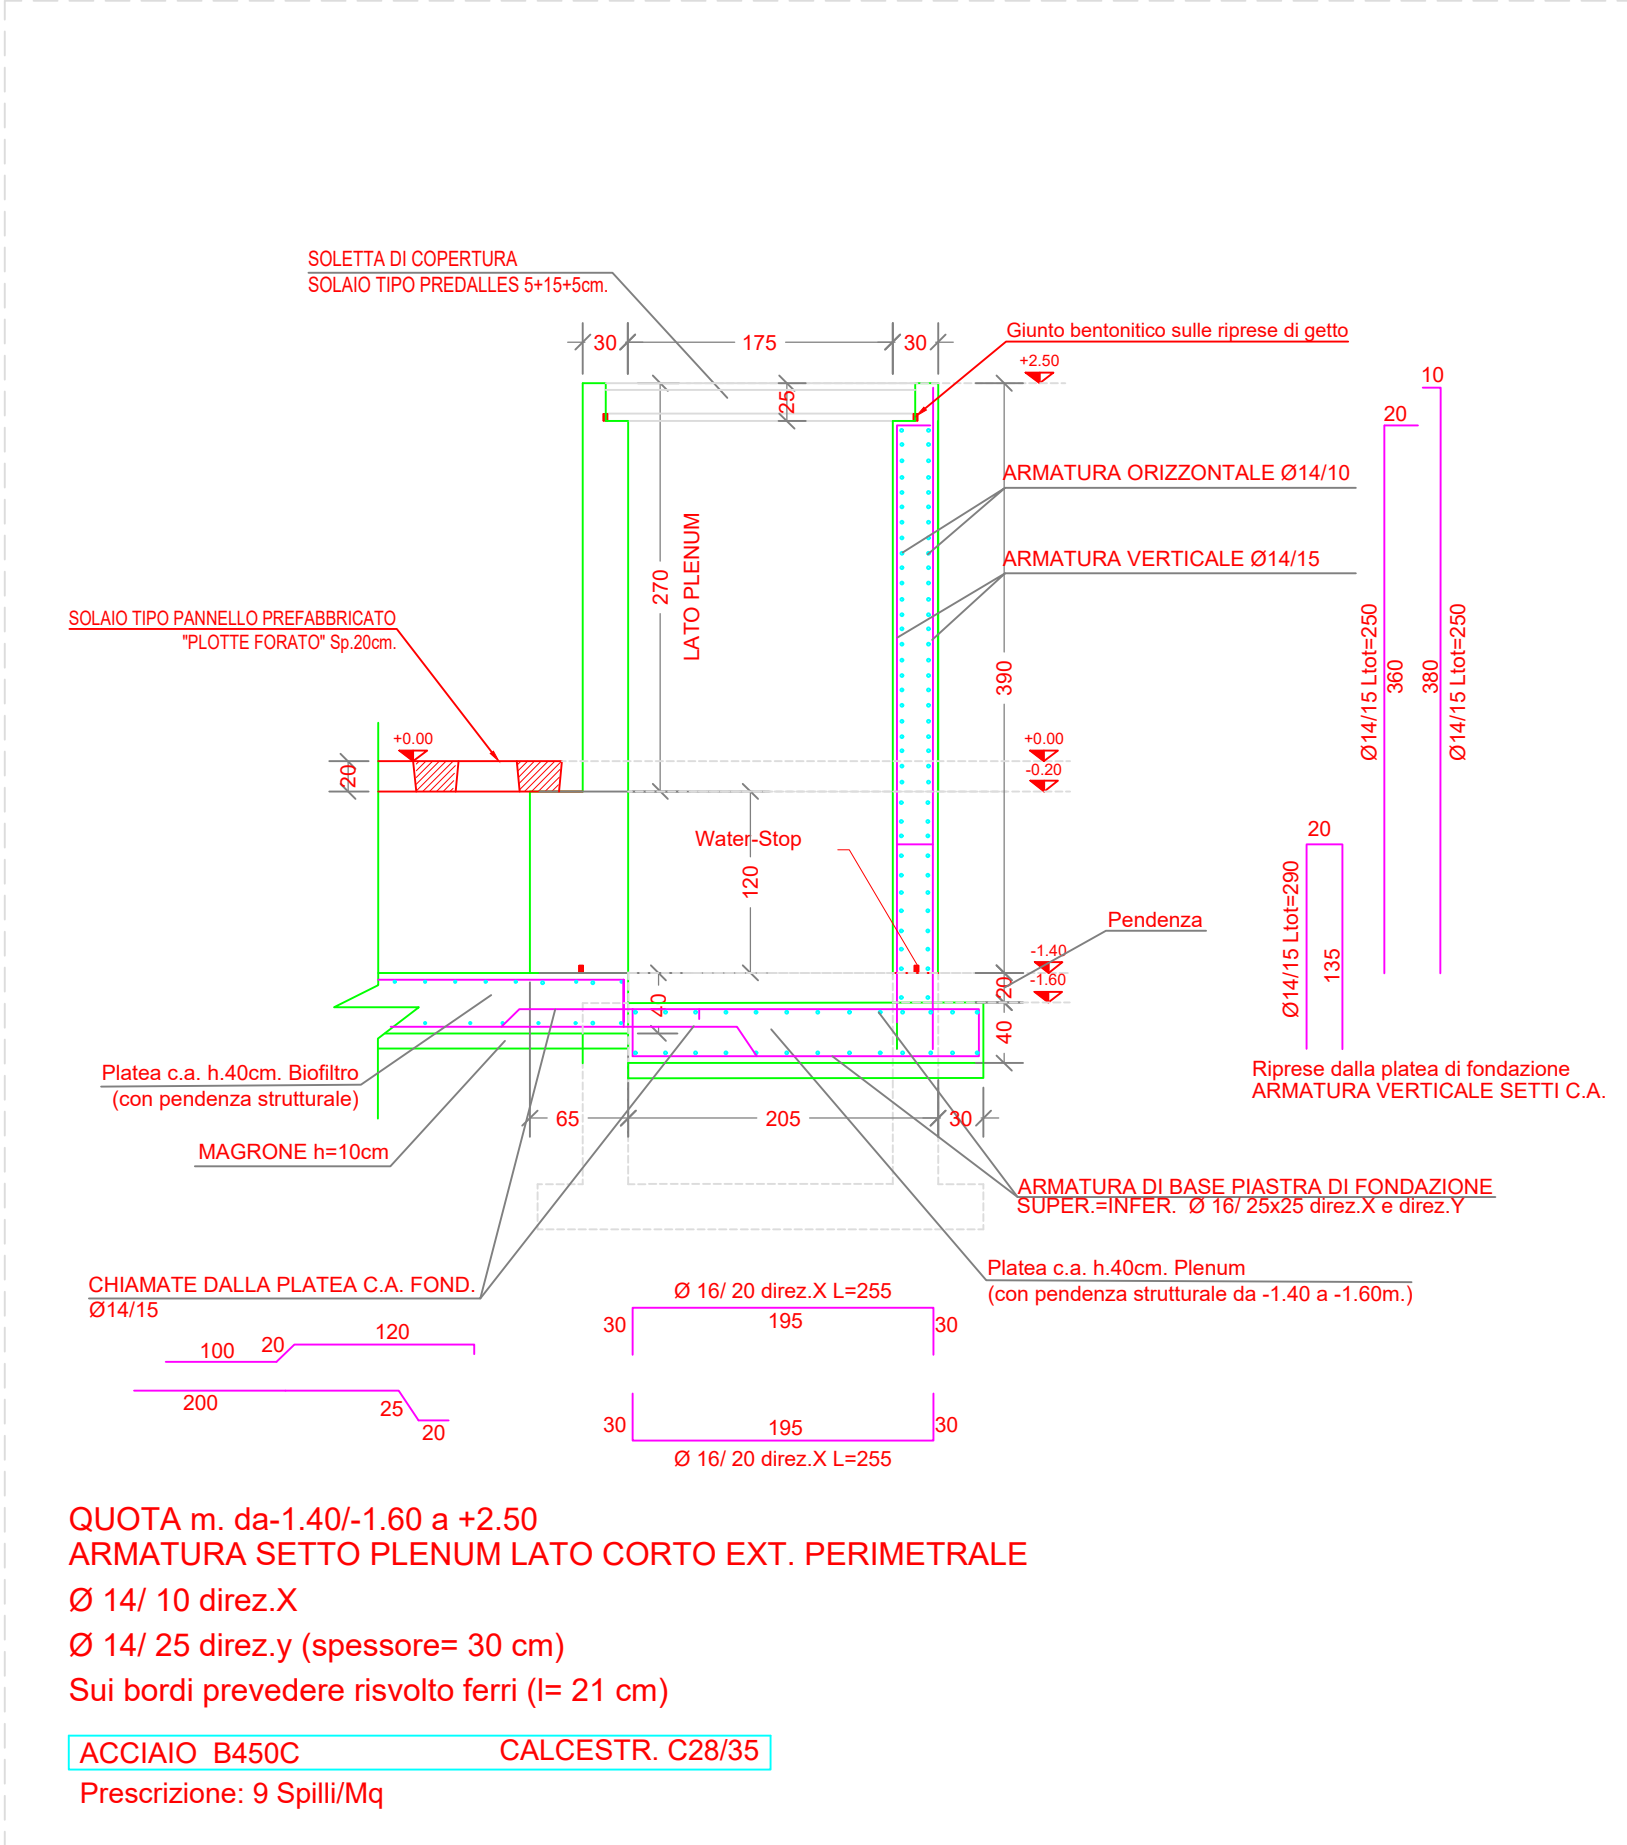 SOLETTA DI COPERTURA
SOLAIO TIPO PREDALLES 5+15+5cm.
30
175
30
Giunto bentonitico sulle riprese di getto
+2.50
25
10
20
ARMATURA ORIZZONTALE Ø14/10
ARMATURA VERTICALE Ø14/15
270
LATO PLENUM
390
SOLAIO TIPO PANNELLO PREFABBRICATO
"PLOTTE FORATO" Sp.20cm.
Ø14/15 Ltot=250
360
380
Ø14/15 Ltot=250
+0.00
20
+0.00
-0.20
Water-Stop
120
20
Ø14/15 Ltot=290
135
Pendenza
-1.40
-1.60
20
40
40
Riprese dalla platea di fondazione
ARMATURA VERTICALE SETTI C.A.
Platea c.a. h.40cm. Biofiltro
(con pendenza strutturale)
65
205
30
MAGRONE h=10cm
ARMATURA DI BASE PIASTRA DI FONDAZIONE
SUPER.=INFER. Ø 16/ 25x25 direz.X e direz.Y
Platea c.a. h.40cm. Plenum
(con pendenza strutturale da -1.40 a -1.60m.)
CHIAMATE DALLA PLATEA C.A. FOND.
Ø14/15
100
20
120
200
25
20
Ø 16/ 20 direz.X L=255
30
195
30
30
195
30
Ø 16/ 20 direz.X L=255
QUOTA m. da-1.40/-1.60 a +2.50
ARMATURA SETTO PLENUM LATO CORTO EXT. PERIMETRALE
Ø 14/ 10 direz.X
Ø 14/ 25 direz.y (spessore= 30 cm)
Sui bordi prevedere risvolto ferri (l= 21 cm)
ACCIAIO B450C
CALCESTR. C28/35
Prescrizione: 9 Spilli/Mq